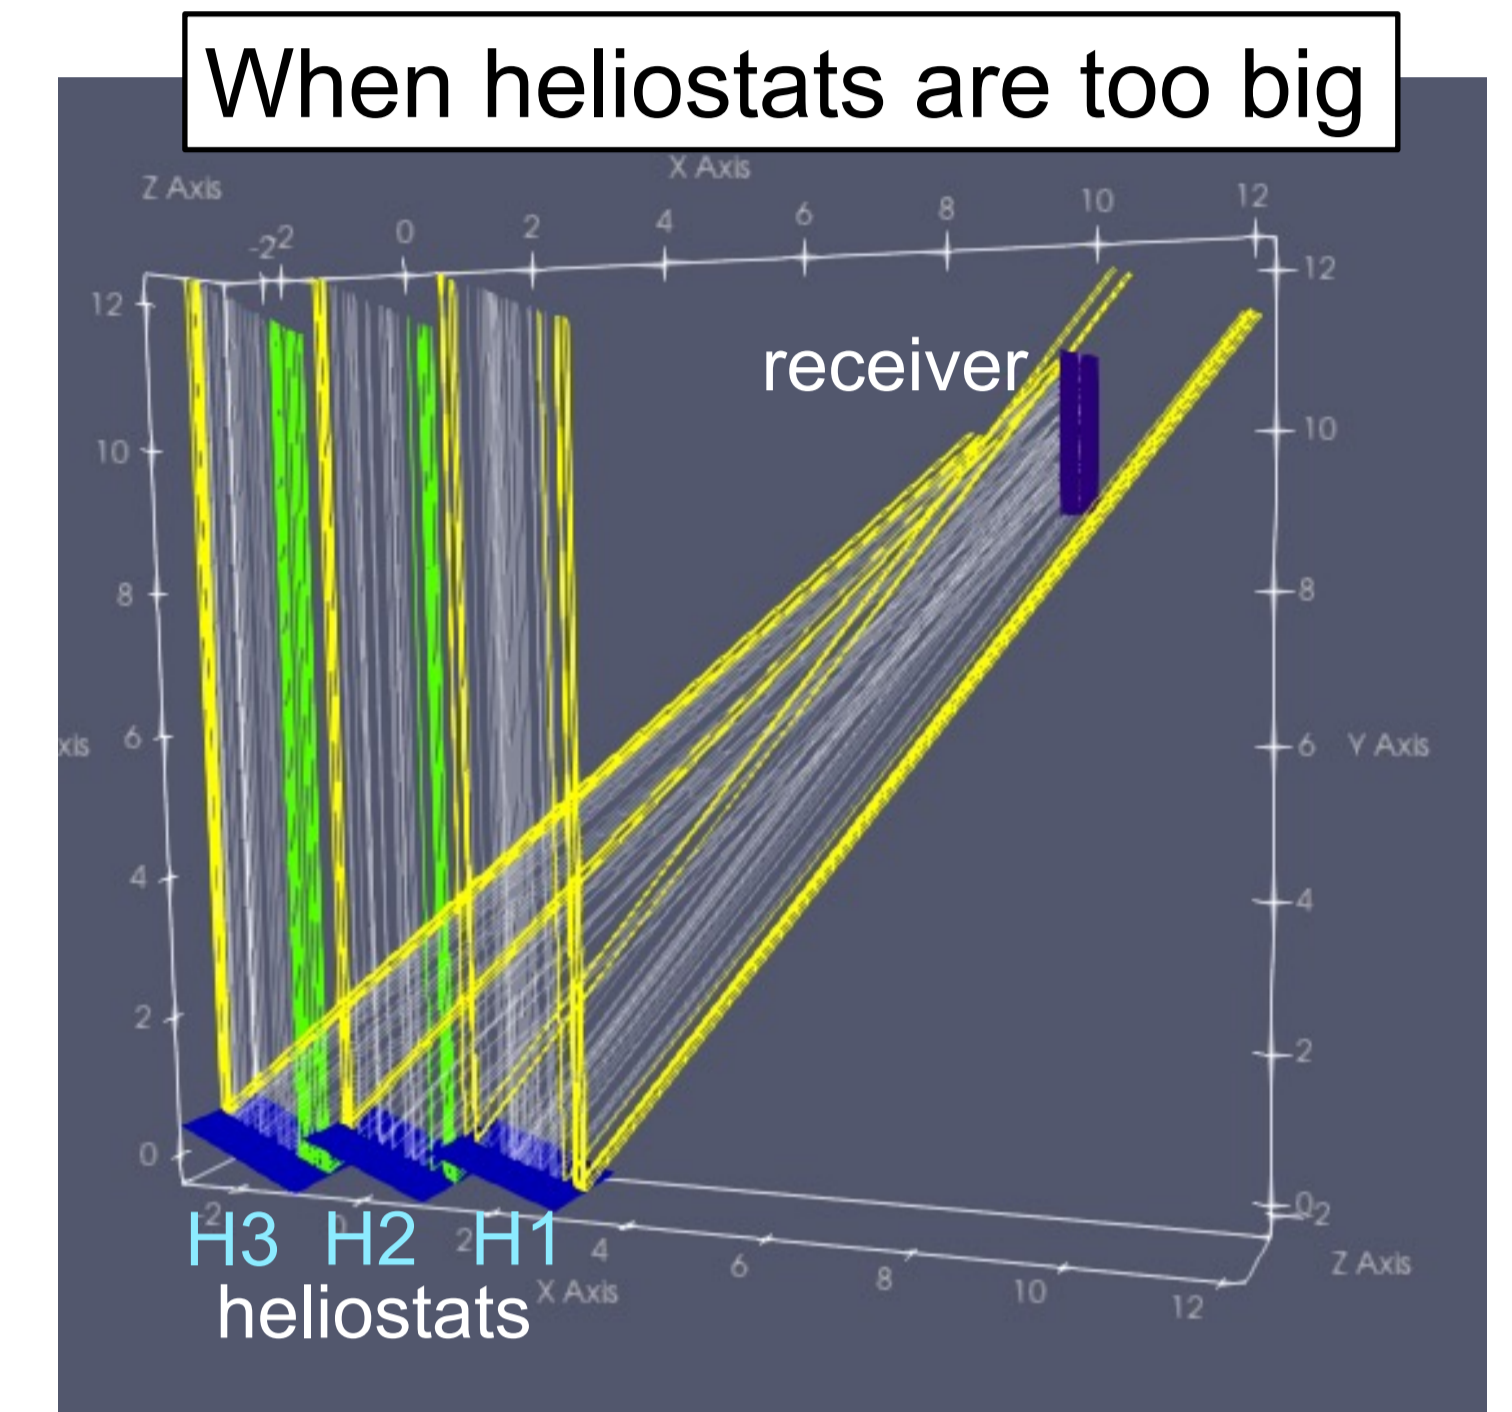 When heliostats are too big
X Axis
Z Axis
-2 -2 0 2 4 6 8 10 12
12 12
receiver
10 10
8 8
xis 6 6 Y Axis
4 4
2 2
0 0
-2 0 2 4 6 8 10 12
-2
H3 H2 H1
Z Axis
heliostats
X Axis